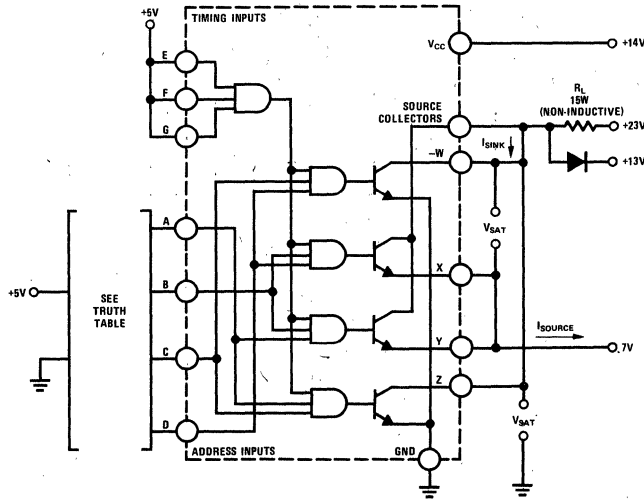 +5V
TIMING INPUTS
E
F
G
VCC
+14V
SOURCE
COLLECTORS
RL
15W
(NON-INDUCTIVE)
+23V
–W
ISINK
+13V
VSAT
A
B
C
D
+5V
SEE
TRUTH
TABLE
X
Y
ISOURCE
7V
Z
VSAT
ADDRESS INPUTS
GND